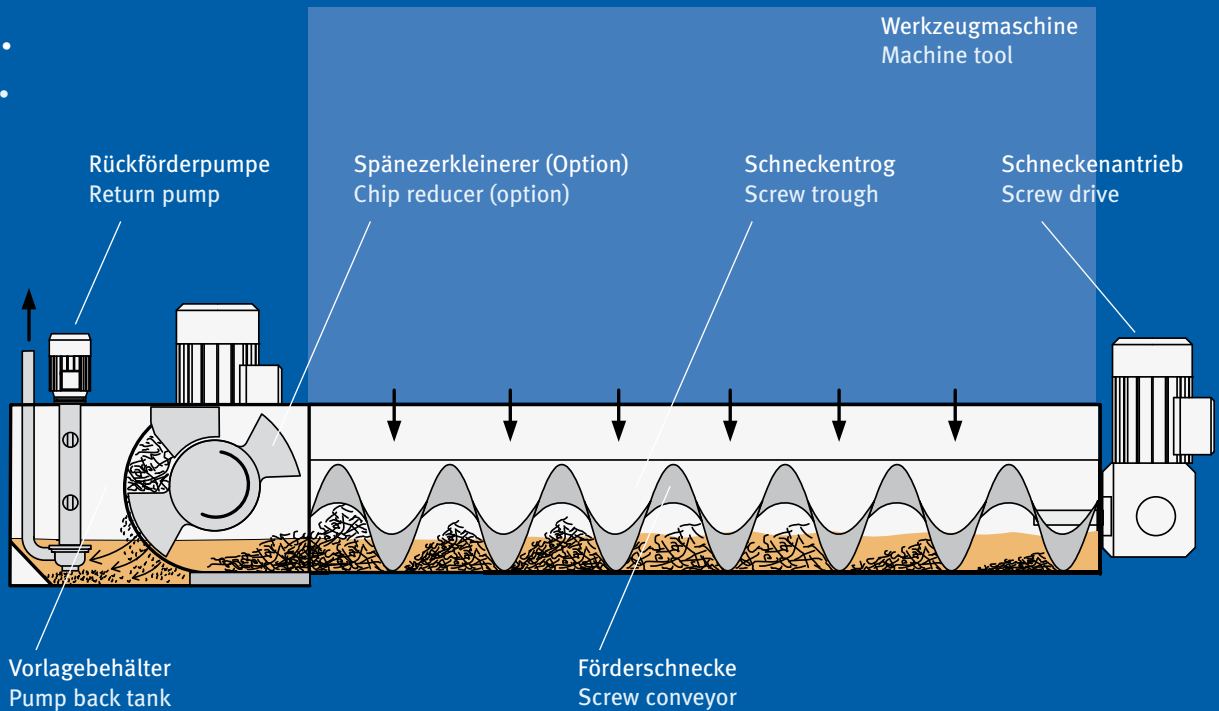 Werkzeugmaschine
Machine tool
Rückförderpumpe
Return pump
Spänezerkleinerer (Option)
Chip reducer (option)
Schneckentrog
Screw trough
Schneckenantrieb
Screw drive
Vorlagebehälter
Pump back tank
Förderschnecke
Screw conveyor